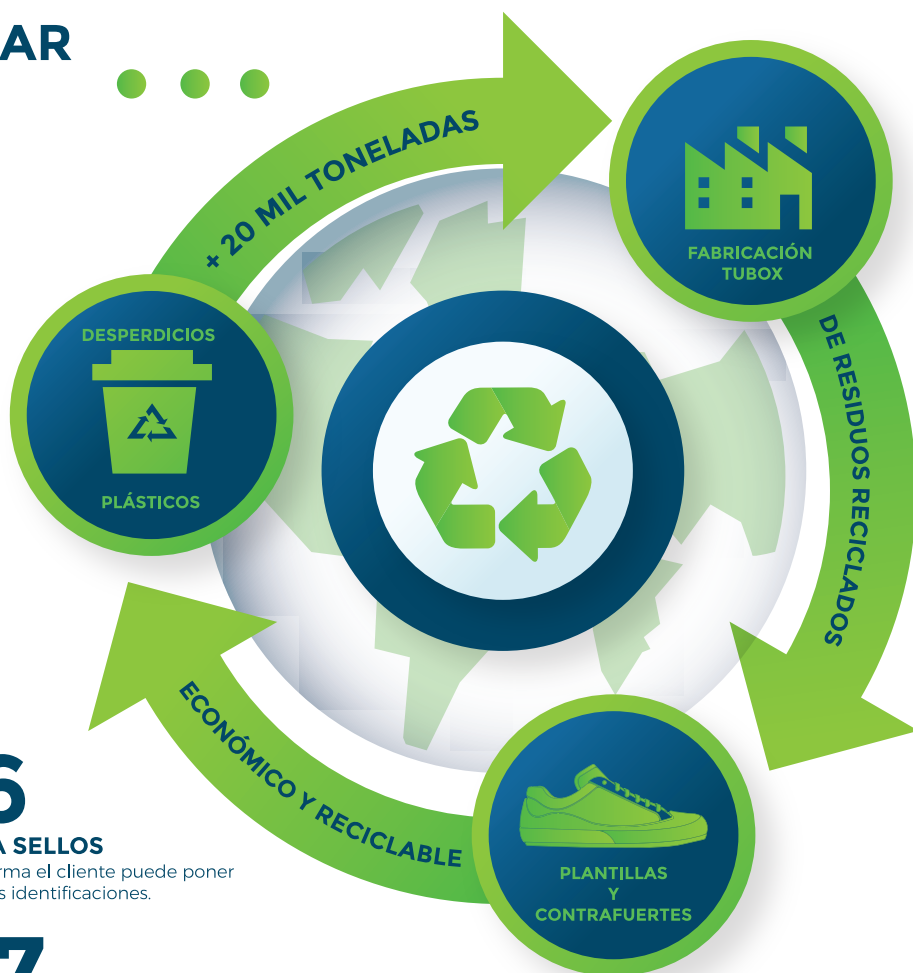 AR
+ 20 MIL TONELADAS
FABRICACIÓN
TUBOX
DE RESIDUOS RECICLADOS
DESPERDICIOS
PLÁSTICOS
ECONÓMICO Y RECICLABLE
PLANTILLAS
Y
CONTRAFUERTES
6
A SELLOS
rma el cliente puede poner
s identificaciones.
7